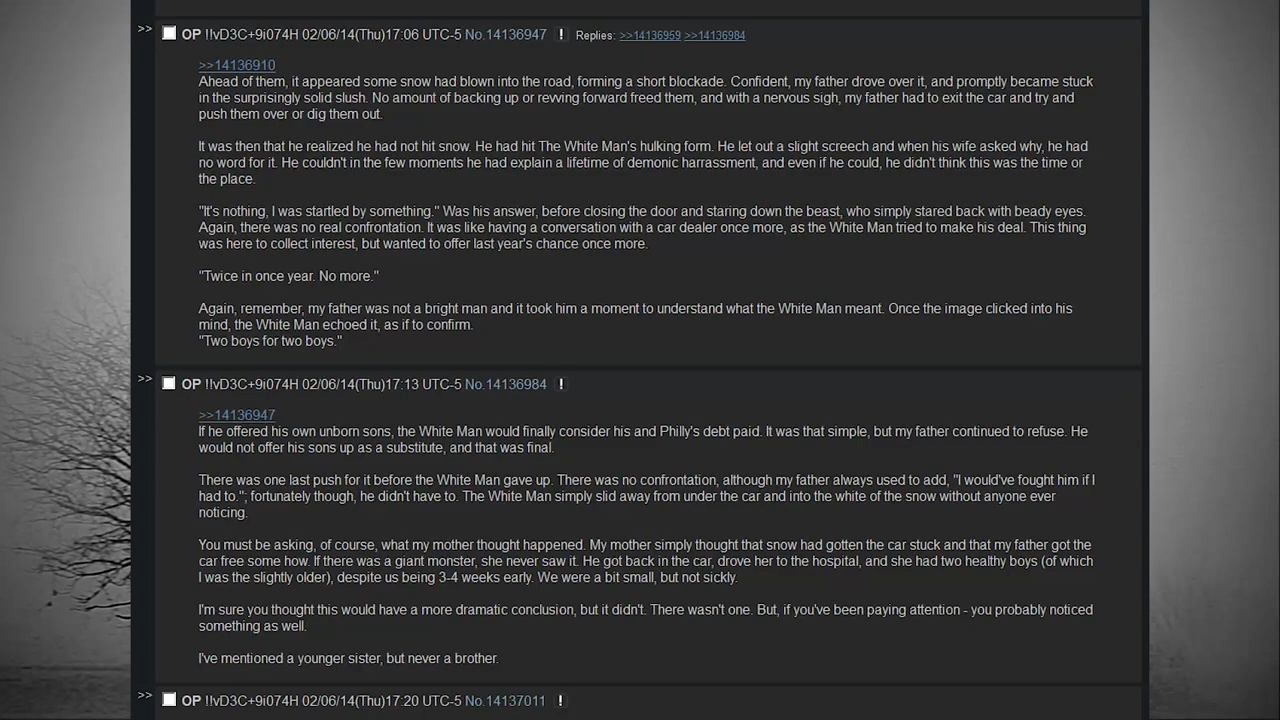 >> OP !!vD3C+9i074H 02/06/14(Thu)17:06 UTC-5 No.14136947 ! Replies: >>14136959 >>14136984
>>14136910
Ahead of them, it appeared some snow had blown into the road, forming a short blockade. Confident, my father drove over it, and promptly became stuck
in the surprisingly solid slush. No amount of backing up or revving forward freed them, and with a nervous sigh, my father had to exit the car and try and
push them over or dig them out.
It was then that he realized he had not hit snow. He had hit The White Man's hulking form. He let out a slight screech and when his wife asked why, he had
no word for it. He couldn't in the few moments he had explain a lifetime of demonic harrassment, and even if he could, he didn't think this was the time or
the place.
"It's nothing, I was startled by something." Was his answer, before closing the door and staring down the beast, who simply stared back with beady eyes.
Again, there was no real confrontation. It was like having a conversation with a car dealer once more, as the White Man tried to make his deal. This thing
was here to collect interest, but wanted to offer last year's chance once more.
"Twice in once year. No more."
Again, remember, my father was not a bright man and it took him a moment to understand what the White Man meant. Once the image clicked into his
mind, the White Man echoed it, as if to confirm.
"Two boys for two boys."
>> OP !!vD3C+9i074H 02/06/14(Thu)17:13 UTC-5 No.14136984 !
>>14136947
If he offered his own unborn sons, the White Man would finally consider his and Philly's debt paid. It was that simple, but my father continued to refuse. He
would not offer his sons up as a substitute, and that was final.
There was one last push for it before the White Man gave up. There was no confrontation, although my father always used to add, "I would've fought him if I
had to."; fortunately though, he didn't have to. The White Man simply slid away from under the car and into the white of the snow without anyone ever
noticing.
You must be asking, of course, what my mother thought happened. My mother simply thought that snow had gotten the car stuck and that my father got the
car free some how. If there was a giant monster, she never saw it. He got back in the car, drove her to the hospital, and she had two healthy boys (of which
I was the slightly older), despite us being 3-4 weeks early. We were a bit small, but not sickly.
I'm sure you thought this would have a more dramatic conclusion, but it didn't. There wasn't one. But, if you've been paying attention - you probably noticed
something as well.
I've mentioned a younger sister, but never a brother.
>> OP !!vD3C+9i074H 02/06/14(Thu)17:20 UTC-5 No.14137011 !